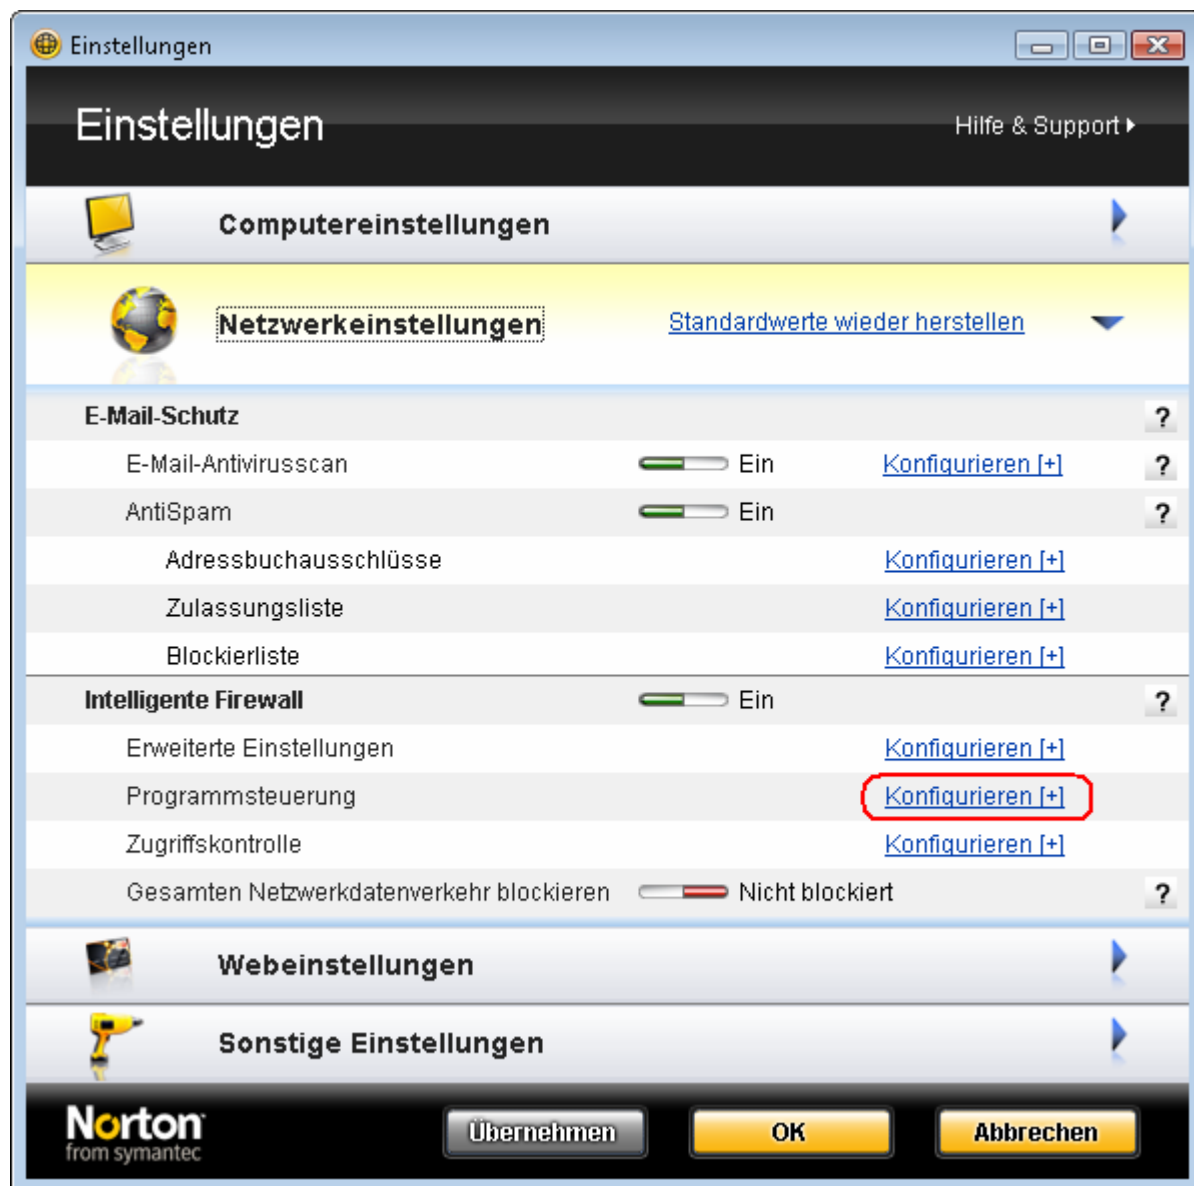 Einstellungen
Einstellungen
Hilfe & Support
Computereinstellungen
Netzwerkeinstellungen Standardwerte wieder herstellen
E-Mail-Schutz ?
E-Mail-Antivirusscan Ein Konfigurieren [+] ?
AntiSpam Ein ?
Adressbuchausschlüsse Konfigurieren [+]
Zulassungsliste Konfigurieren [+]
Blockierliste Konfigurieren [+]
Intelligente Firewall Ein ?
Erweiterte Einstellungen Konfigurieren [+]
Programmsteuerung Konfigurieren [+]
Zugriffskontrolle Konfigurieren [+]
Gesamten Netzwerkdatenverkehr blockieren Nicht blockiert ?
Webeinstellungen
Sonstige Einstellungen
Norton
from symantec
Übernehmen OK Abbrechen